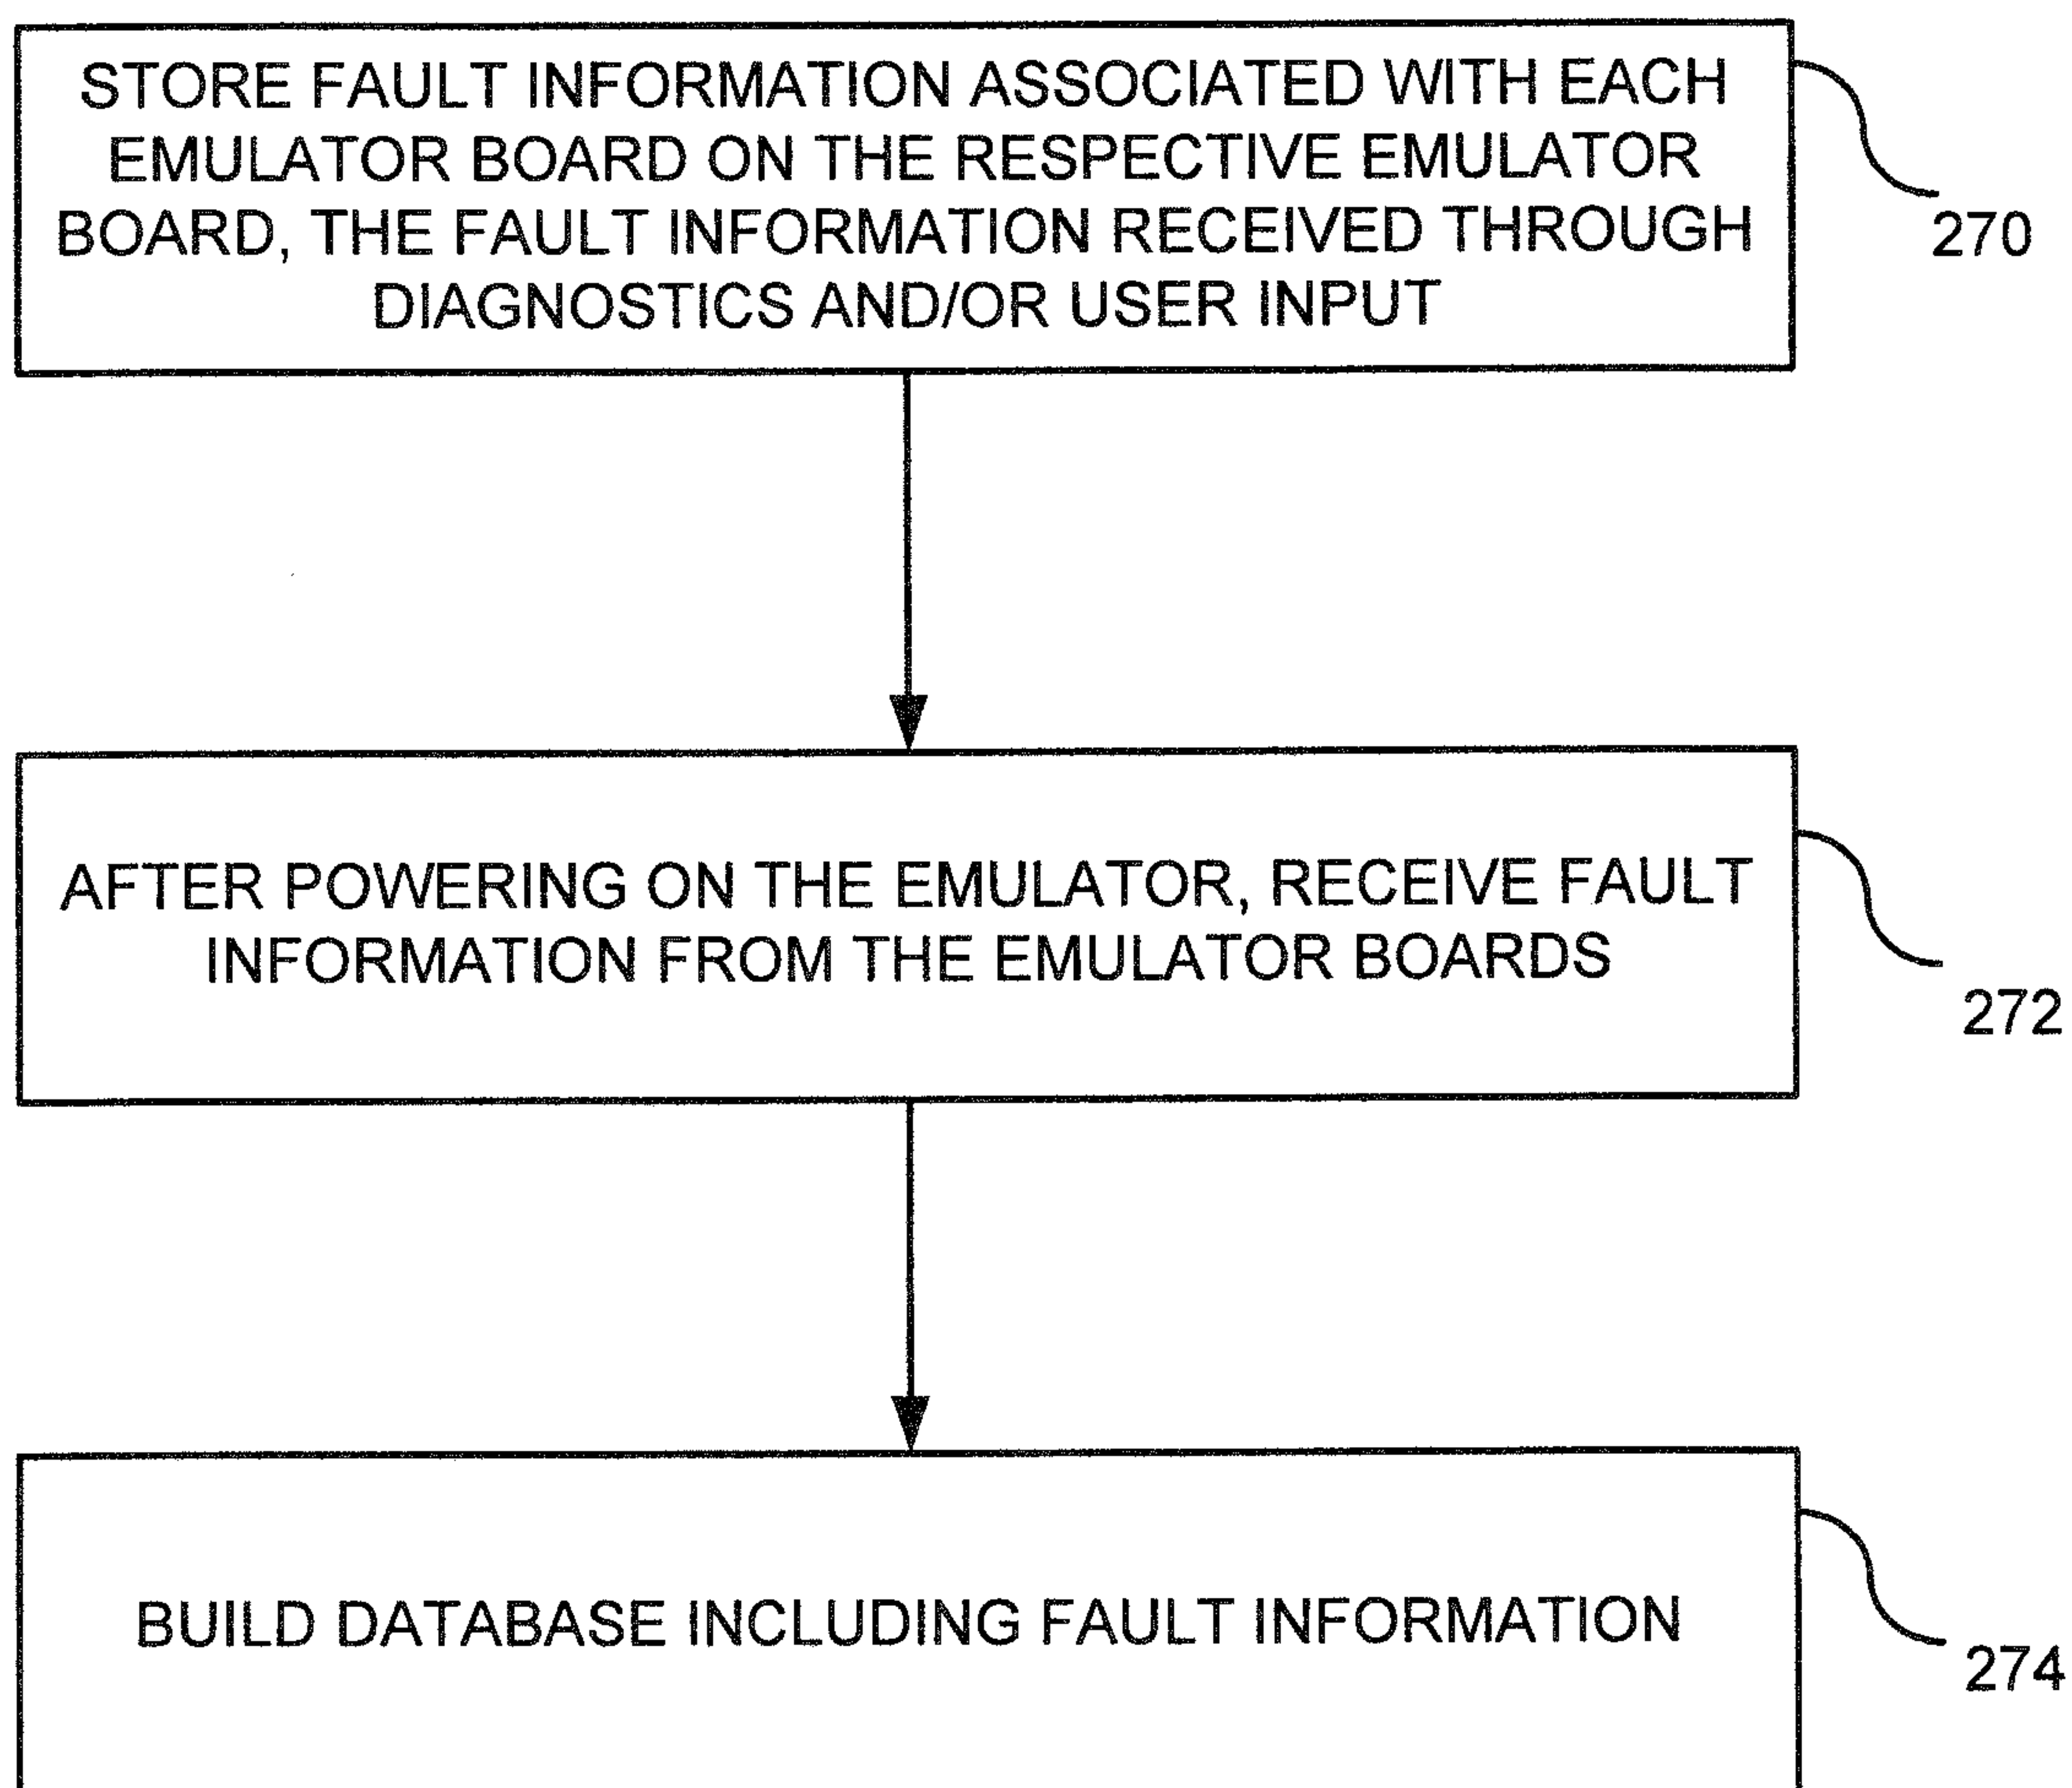 STORE FAULT INFORMATION ASSOCIATED WITH EACH
EMULATOR BOARD ON THE RESPECTIVE EMULATOR
BOARD, THE FAULT INFORMATION RECEIVED THROUGH
DIAGNOSTICS AND/OR USER INPUT
270
AFTER POWERING ON THE EMULATOR, RECEIVE FAULT
INFORMATION FROM THE EMULATOR BOARDS
272
BUILD DATABASE INCLUDING FAULT INFORMATION
274